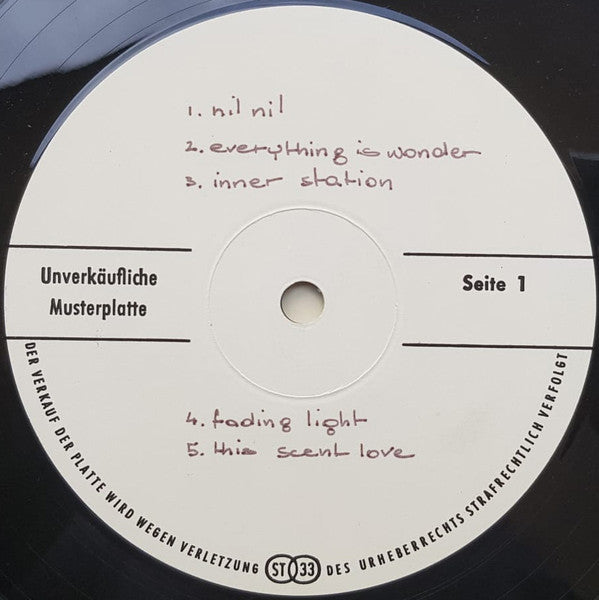 1. nil nil
2. everything is wonder
3. inner station
Unverkäufliche
Musterplatte
Seite 1
4. fading light
5. this scent love
DER VERKAUF DER PLATTE WIRD WEGEN VERLETZUNG ST 33 DES URHEBERRECHTS STRAFRECHTLICH VERFOLGT